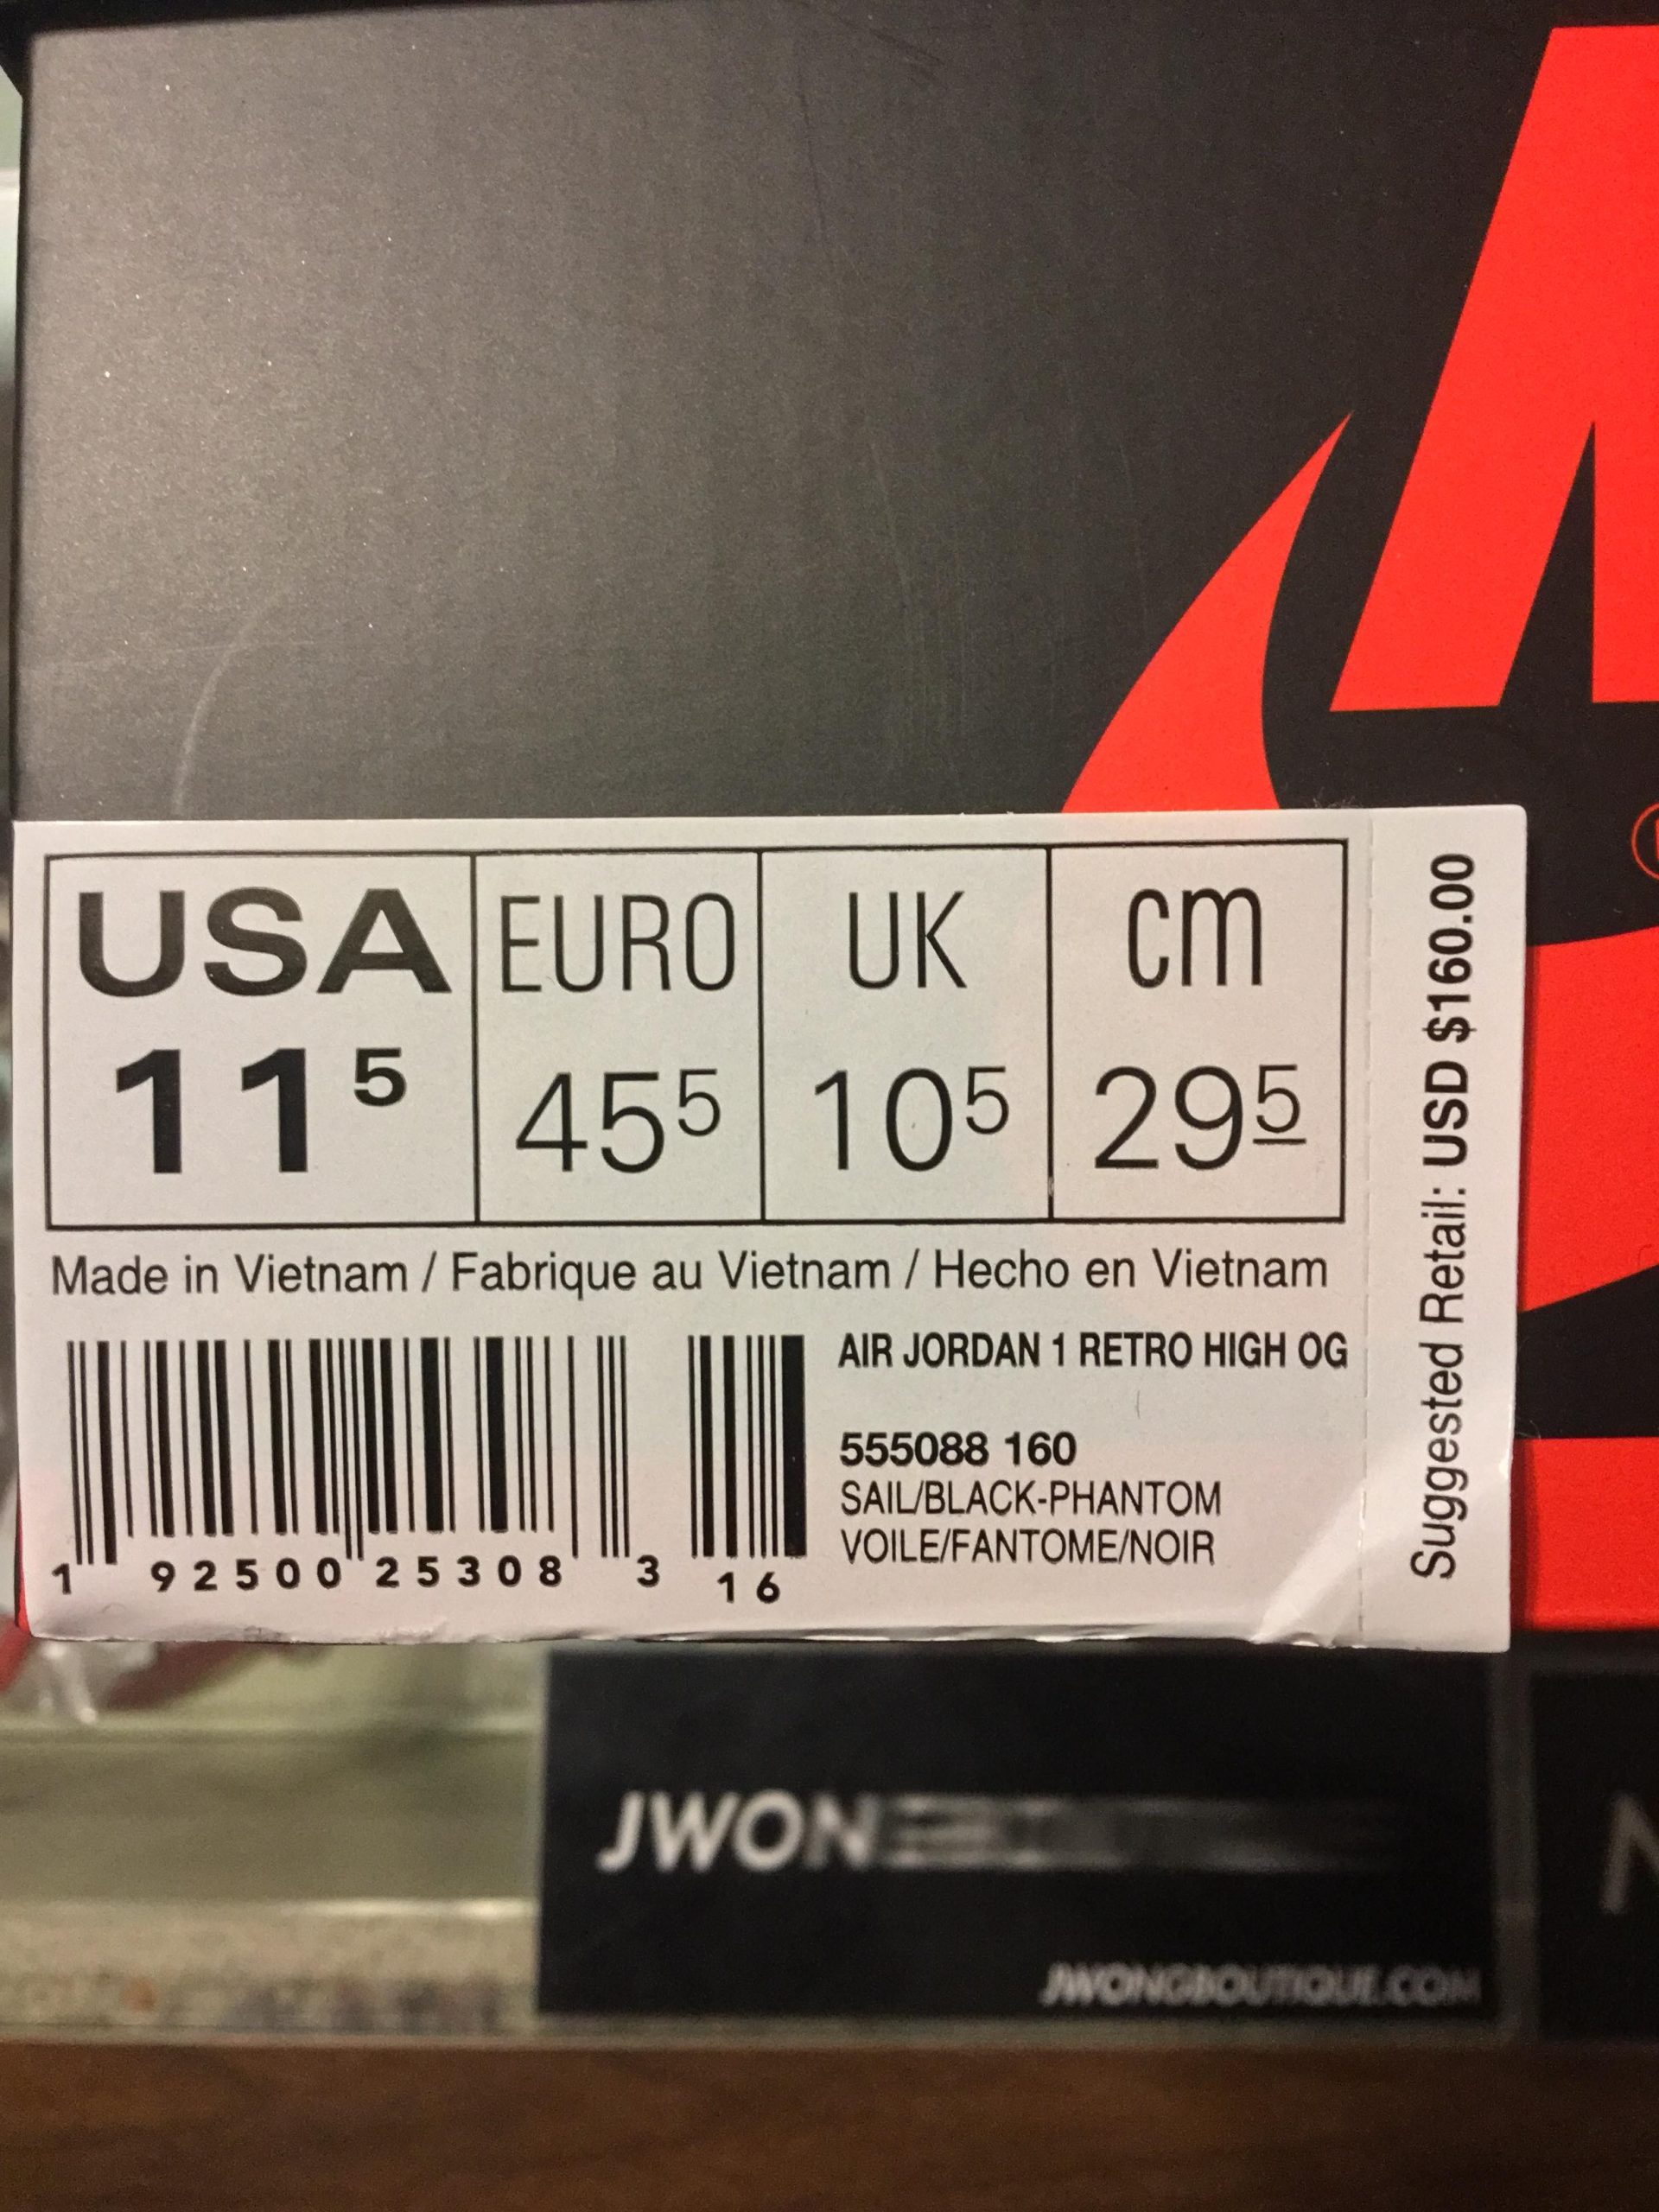 USA EURO UK cm
11⁵ 45⁵ 10⁵ 29⁵
Made in Vietnam / Fabrique au Vietnam / Hecho en Vietnam
AIR JORDAN 1 RETRO HIGH OG
555088 160
SAIL/BLACK-PHANTOM
VOILE/FANTOME/NOIR
1 92500 25308 3 16
Suggested Retail: USD $160.00
JWON
JWONGBOUTIQUE.COM